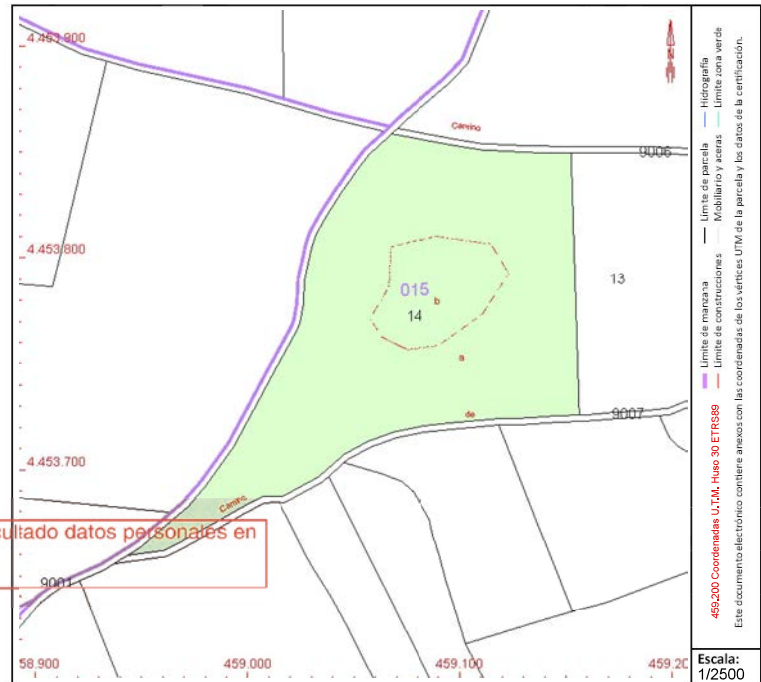 4.453.900
Camino
9006
4.453.800
015
b
14
13
a
de
9007
4.453.700
Camino
cultado datos personales en
9001
58.900
459.000
459.100
459.20
Límite de manzana
Límite de parcela
Hidrografía
Límite de construcciones
Mobiliario y aceras
Límite zona verde
459.200 Coordenadas U.T.M. Huso 30 ETRS89
Este documento electrónico contiene anexos con las coordenadas de los vértices UTM de la parcela y los datos de la certificación.
Escala:
1/2500